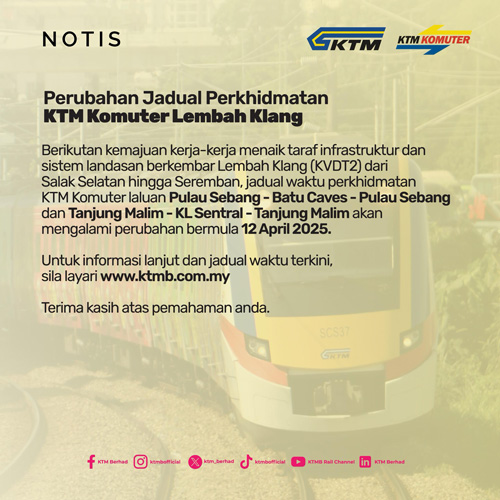 NOTIS
KTM
KTM KOMUTER
Perubahan Jadual Perkhidmatan
KTM Komuter Lembah Klang
Berikutan kemajuan kerja-kerja menaik taraf infrastruktur dan
sistem landasan berkembar Lembah Klang (KVDT2) dari
Salak Selatan hingga Seremban, jadual waktu perkhidmatan
KTM Komuter laluan Pulau Sebang - Batu Caves - Pulau Sebang
dan Tanjung Malim - KL Sentral - Tanjung Malim akan
mengalami perubahan bermula 12 April 2025.
Untuk informasi lanjut dan jadual waktu terkini,
sila layari www.ktmb.com.my
Terima kasih atas pemahaman anda.
SCS37
KTM
KTM Berhad ktmbofficial ktm_berhad ktmbofficial KTMB Rail Channel KTM Berhad